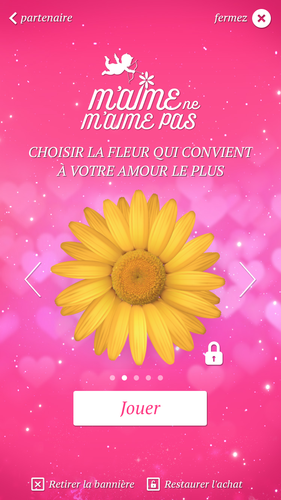 partenaire
fermez
m'aime ne
m'aime pas
CHOISIR LA FLEUR QUI CONVIENT
À VOTRE AMOUR LE PLUS
Jouer
Retirer la bannière
Restaurer l'achat